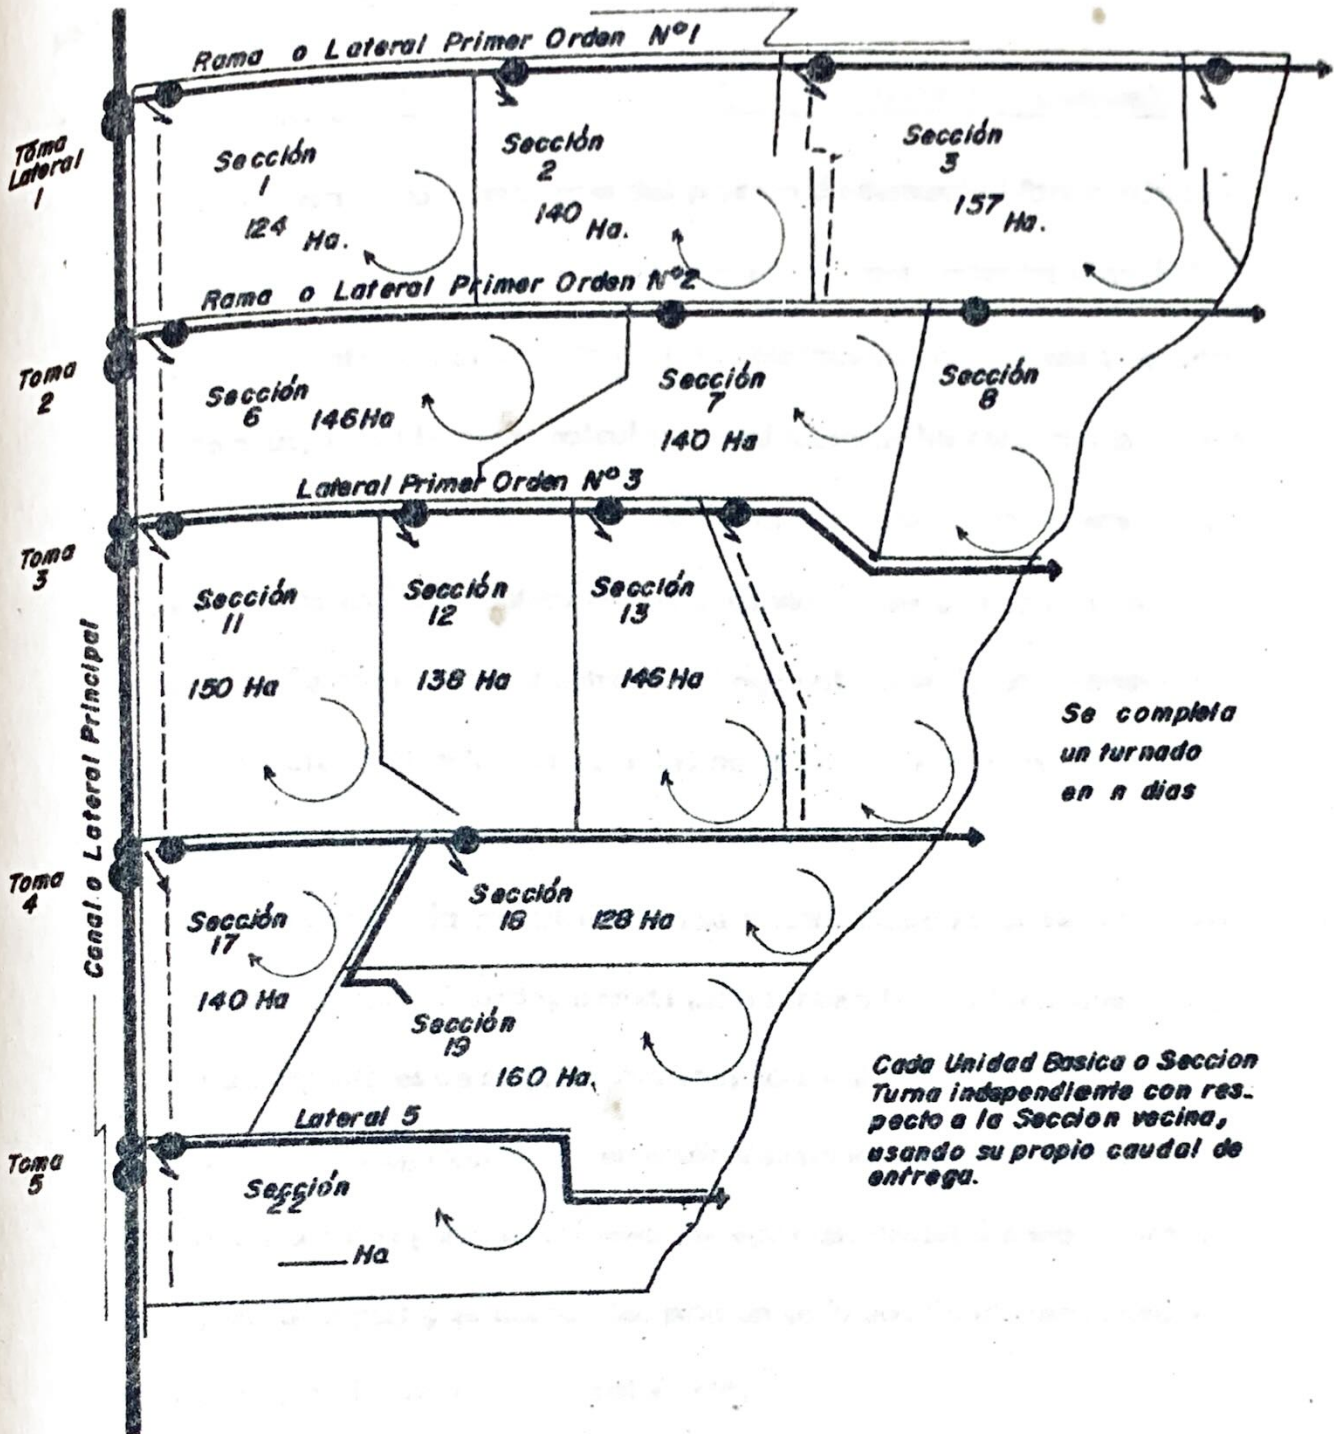 Rama o Lateral Primer Orden Nº1
Toma
Lateral
1
Sección
1
124 Ha.
Sección
2
140 Ha.
Sección
3
157 Ha.
Rama o Lateral Primer Orden Nº2
Toma
2
Sección
6 146 Ha
Sección
7
140 Ha
Sección
8
Lateral Primer Orden Nº3
Toma
3
Sección
11
150 Ha
Sección
12
138 Ha
Sección
13
146 Ha
Se completa
un turnado
en n dias
Canal o Lateral Principal
Toma
4
Sección
17
140 Ha
Sección
18 128 Ha
Sección
19
160 Ha.
Cada Unidad Basica o Seccion
Turna independiente con res-
pecto a la Seccion vecina,
usando su propio caudal de
entrega.
Lateral 5
Toma
5
Sección
22
____ Ha